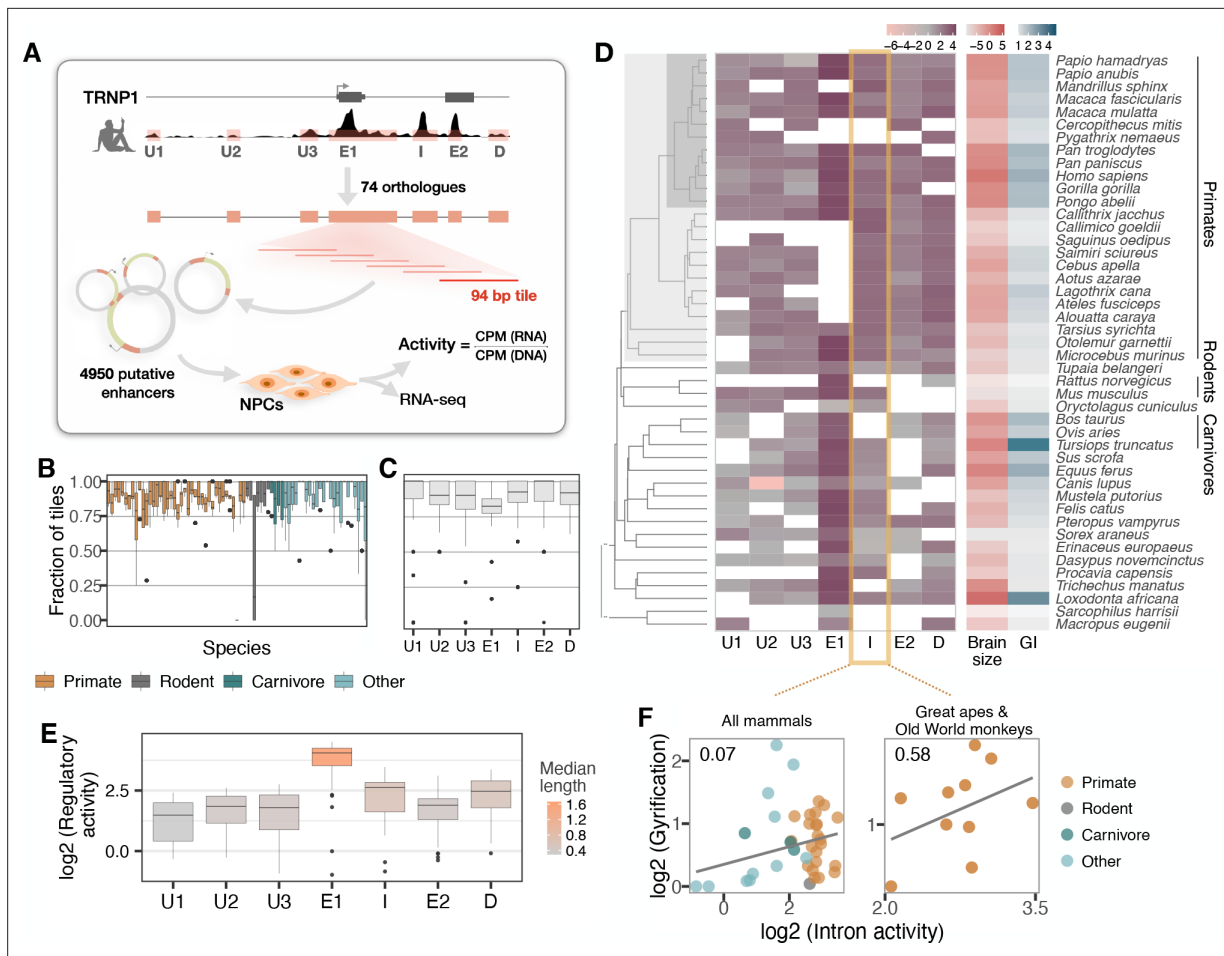 A
TRNP1
U1 U2 U3 E1 I E2 D
74 orthologues
94 bp tile
4950 putative
enhancers
NPCs
Activity = CPM (RNA)
CPM (DNA)
RNA-seq
B
Fraction of tiles
1.00
0.75
0.50
0.25
0.00
Species
C
U1 U2 U3 E1 I E2 D
Primate Rodent Carnivore Other
D
−6−4−2 0 2 4
−5 0 5
1 2 3 4
Papio hamadryas
Papio anubis
Mandrillus sphinx
Macaca fascicularis
Macaca mulatta
Cercopithecus mitis
Pygathrix nemaeus
Pan troglodytes
Pan paniscus
Homo sapiens
Gorilla gorilla
Pongo abelii
Callithrix jacchus
Callimico goeldii
Saguinus oedipus
Saimiri sciureus
Cebus apella
Aotus azarae
Lagothrix cana
Ateles fusciceps
Alouatta caraya
Tarsius syrichta
Otolemur garnettii
Microcebus murinus
Tupaia belangeri
Rattus norvegicus
Mus musculus
Oryctolagus cuniculus
Bos taurus
Ovis aries
Tursiops truncatus
Sus scrofa
Equus ferus
Canis lupus
Mustela putorius
Felis catus
Pteropus vampyrus
Sorex araneus
Erinaceus europaeus
Dasypus novemcinctus
Procavia capensis
Trichechus manatus
Loxodonta africana
Sarcophilus harrisii
Macropus eugenii
Primates
Rodents
Carnivores
U1 U2 U3 E1 I E2 D
Brain
size
GI
E
log2 (Regulatory
activity)
2.5
0.0
U1 U2 U3 E1 I E2 D
Median
length
1.6
1.2
0.8
0.4
F
All mammals
Great apes &
Old World monkeys
log2 (Gyrification)
2
1
0
0.07
0 2
0.58
1
2.0 3.5
log2 (Intron activity)
Primate
Rodent
Carnivore
Other